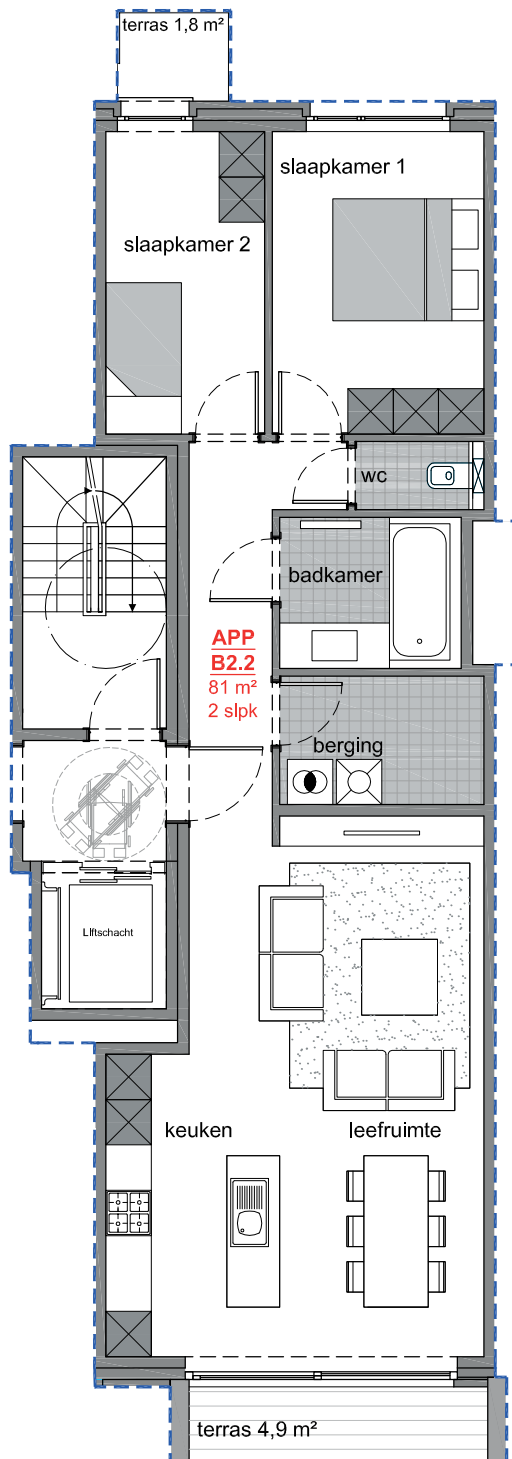 terras 1,8 m²
slaapkamer 1
slaapkamer 2
wc
badkamer
APP
B2.2
81 m²
2 slpk
berging
Liftschacht
keuken
leefruimte
terras 4,9 m²